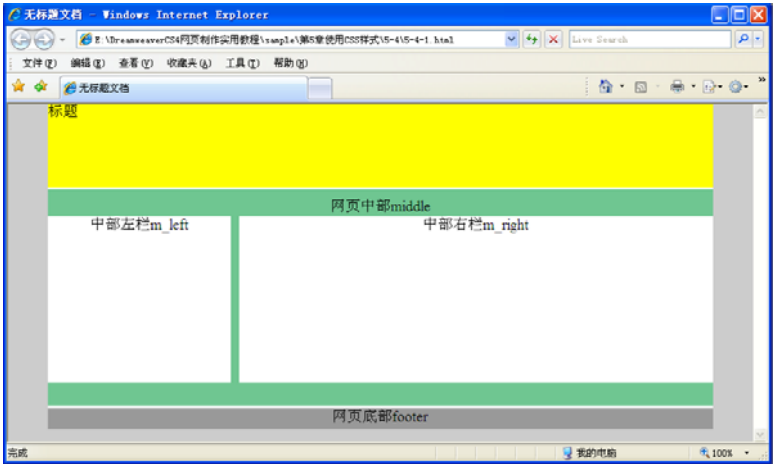 无标题文档 - Windows Internet Explorer
E:\DreamweaverCS4网页制作实用教程\sample\第5章使用CSS样式\5-4\5-4-1.html
Live Search
文件(F) 编辑(E) 查看(V) 收藏夹(A) 工具(T) 帮助(H)
无标题文档
标题
网页中部middle
中部左栏m_left
中部右栏m_right
网页底部footer
完成
我的电脑
100%